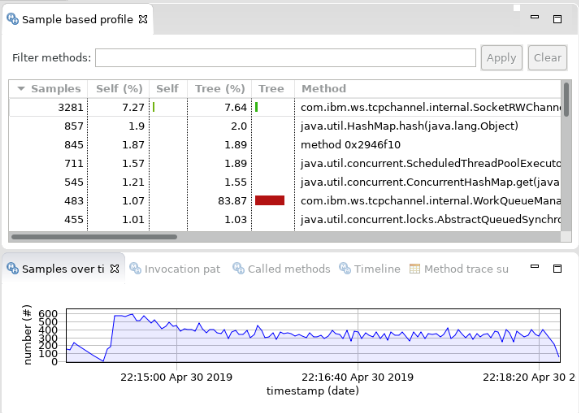 Sample based profile
Filter methods: Apply Clear
Samples Self (%) Self Tree (%) Tree Method
3281 7.27 7.64 com.ibm.ws.tcpchannel.internal.SocketRWChann
857 1.9 2.0 java.util.HashMap.hash(java.lang.Object)
845 1.87 1.89 method 0x2946f10
711 1.57 1.89 java.util.concurrent.ScheduledThreadPoolExecuto
545 1.21 1.55 java.util.concurrent.ConcurrentHashMap.get(java
483 1.07 83.87 com.ibm.ws.tcpchannel.internal.WorkQueueMana
455 1.01 1.03 java.util.concurrent.locks.AbstractQueuedSynchro
Samples over ti Invocation pat Called methods Timeline Method trace su
number (#)
600
500
400
300
200
100
0
22:15:00 Apr 30 2019 22:16:40 Apr 30 2019 22:18:20 Apr 30 2
timestamp (date)